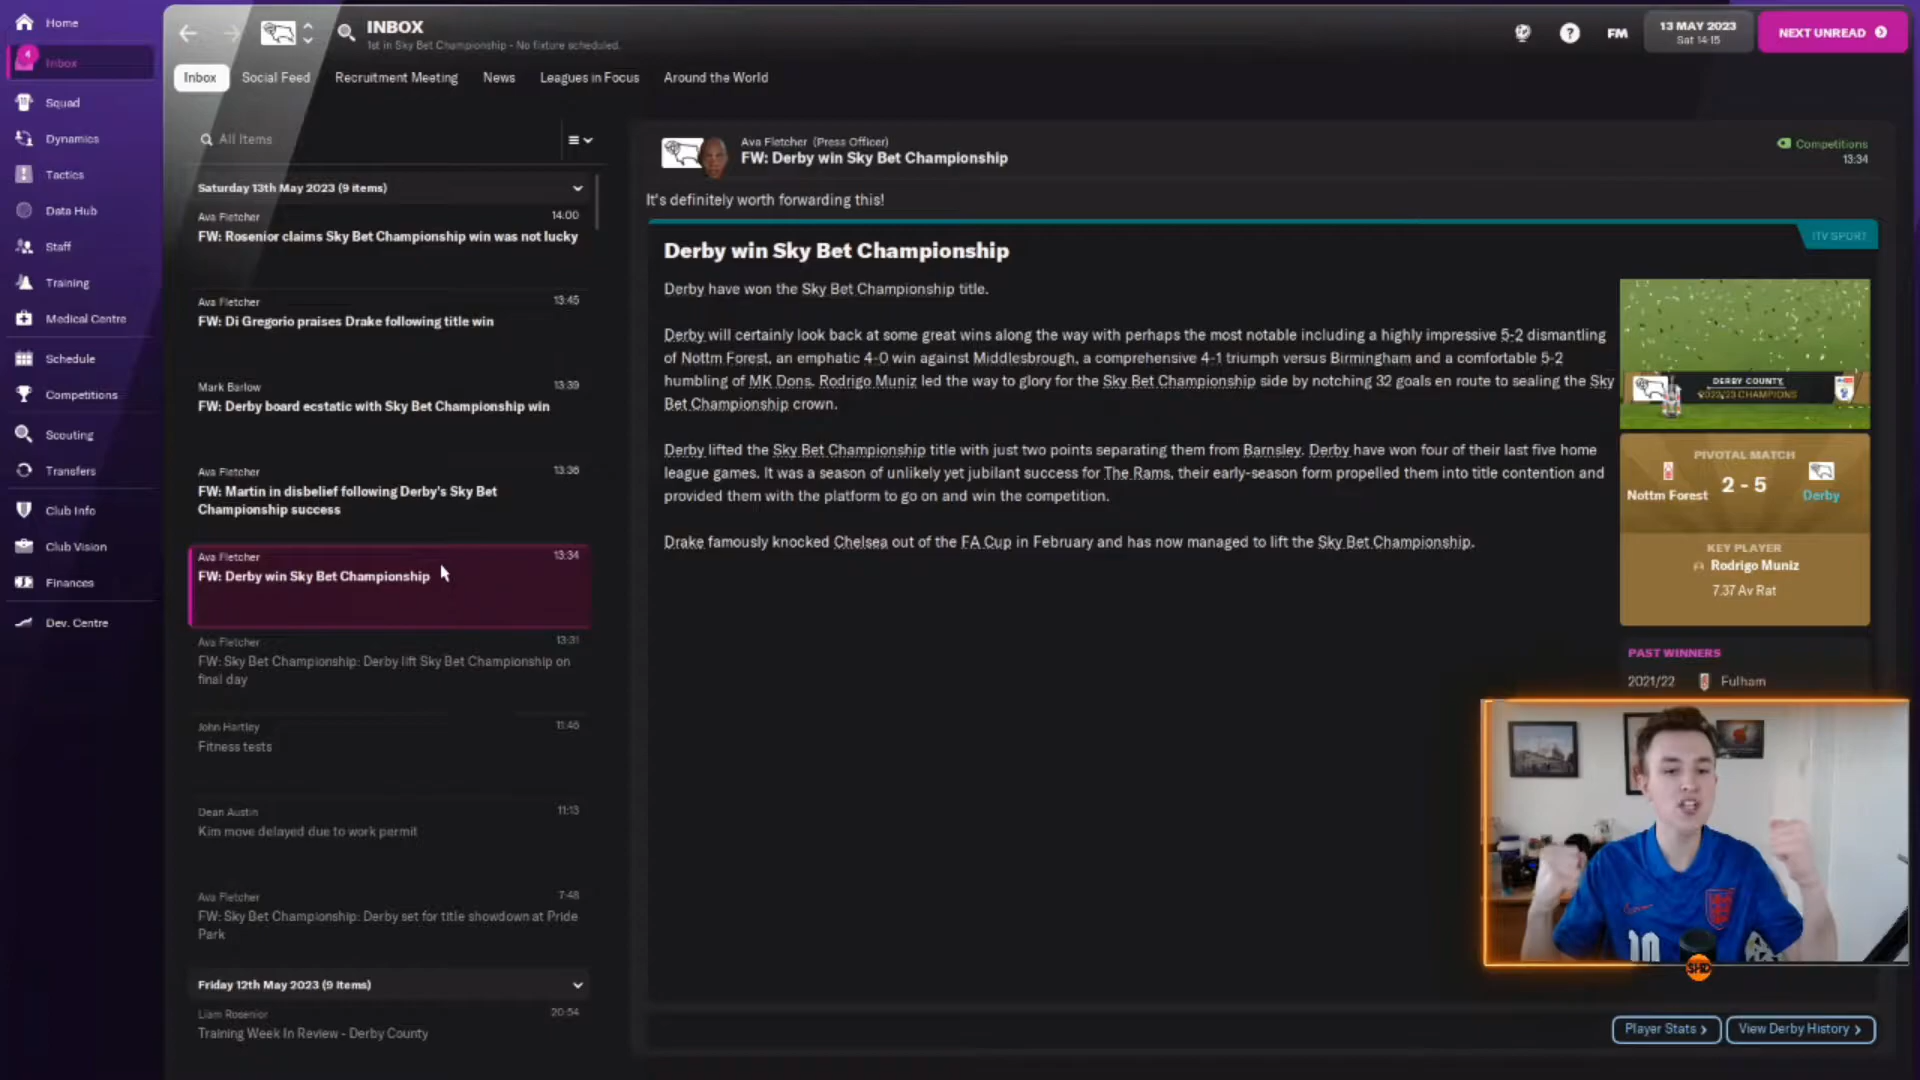 Home
Inbox
4
Squad
Dynamics
Tactics
Data Hub
Staff
Training
Medical Centre
Schedule
Competitions
Scouting
Transfers
Club Info
Club Vision
Finances
Dev. Centre
INBOX
1st in Sky Bet Championship - No fixture scheduled.
?
FM
13 MAY 2023
Sat 14:15
NEXT UNREAD
Inbox
Social Feed
Recruitment Meeting
News
Leagues in Focus
Around the World
All Items
Saturday 13th May 2023 (9 items)
Ava Fletcher
14:00
FW: Rosenior claims Sky Bet Championship win was not lucky
Ava Fletcher
13:45
FW: Di Gregorio praises Drake following title win
Mark Barlow
13:39
FW: Derby board ecstatic with Sky Bet Championship win
Ava Fletcher
13:36
FW: Martin in disbelief following Derby's Sky Bet
Championship success
Ava Fletcher
13:34
FW: Derby win Sky Bet Championship
Ava Fletcher
13:31
FW: Sky Bet Championship: Derby lift Sky Bet Championship on
final day
John Hartley
11:46
Fitness tests
Dean Austin
11:13
Kim move delayed due to work permit
Ava Fletcher
7:48
FW: Sky Bet Championship: Derby set for title showdown at Pride
Park
Friday 12th May 2023 (9 items)
Liam Rosenior
20:54
Training Week In Review - Derby County
Ava Fletcher (Press Officer)
FW: Derby win Sky Bet Championship
Competitions
13:34
It's definitely worth forwarding this!
ITV SPORT
Derby win Sky Bet Championship
Derby have won the Sky Bet Championship title.
Derby will certainly look back at some great wins along the way with perhaps the most notable including a highly impressive 5-2 dismantling
of Nottm Forest, an emphatic 4-0 win against Middlesbrough, a comprehensive 4-1 triumph versus Birmingham and a comfortable 5-2
humbling of MK Dons. Rodrigo Muniz led the way to glory for the Sky Bet Championship side by notching 32 goals en route to sealing the Sky
Bet Championship crown.
Derby lifted the Sky Bet Championship title with just two points separating them from Barnsley. Derby have won four of their last five home
league games. It was a season of unlikely yet jubilant success for The Rams, their early-season form propelled them into title contention and
provided them with the platform to go on and win the competition.
Drake famously knocked Chelsea out of the FA Cup in February and has now managed to lift the Sky Bet Championship.
DERBY COUNTY
2022/23 CHAMPIONS
PIVOTAL MATCH
Nottm Forest
2 - 5
Derby
KEY PLAYER
Rodrigo Muniz
7.37 Av Rat
PAST WINNERS
2021/22
Fulham
10
SHD
Player Stats
View Derby History